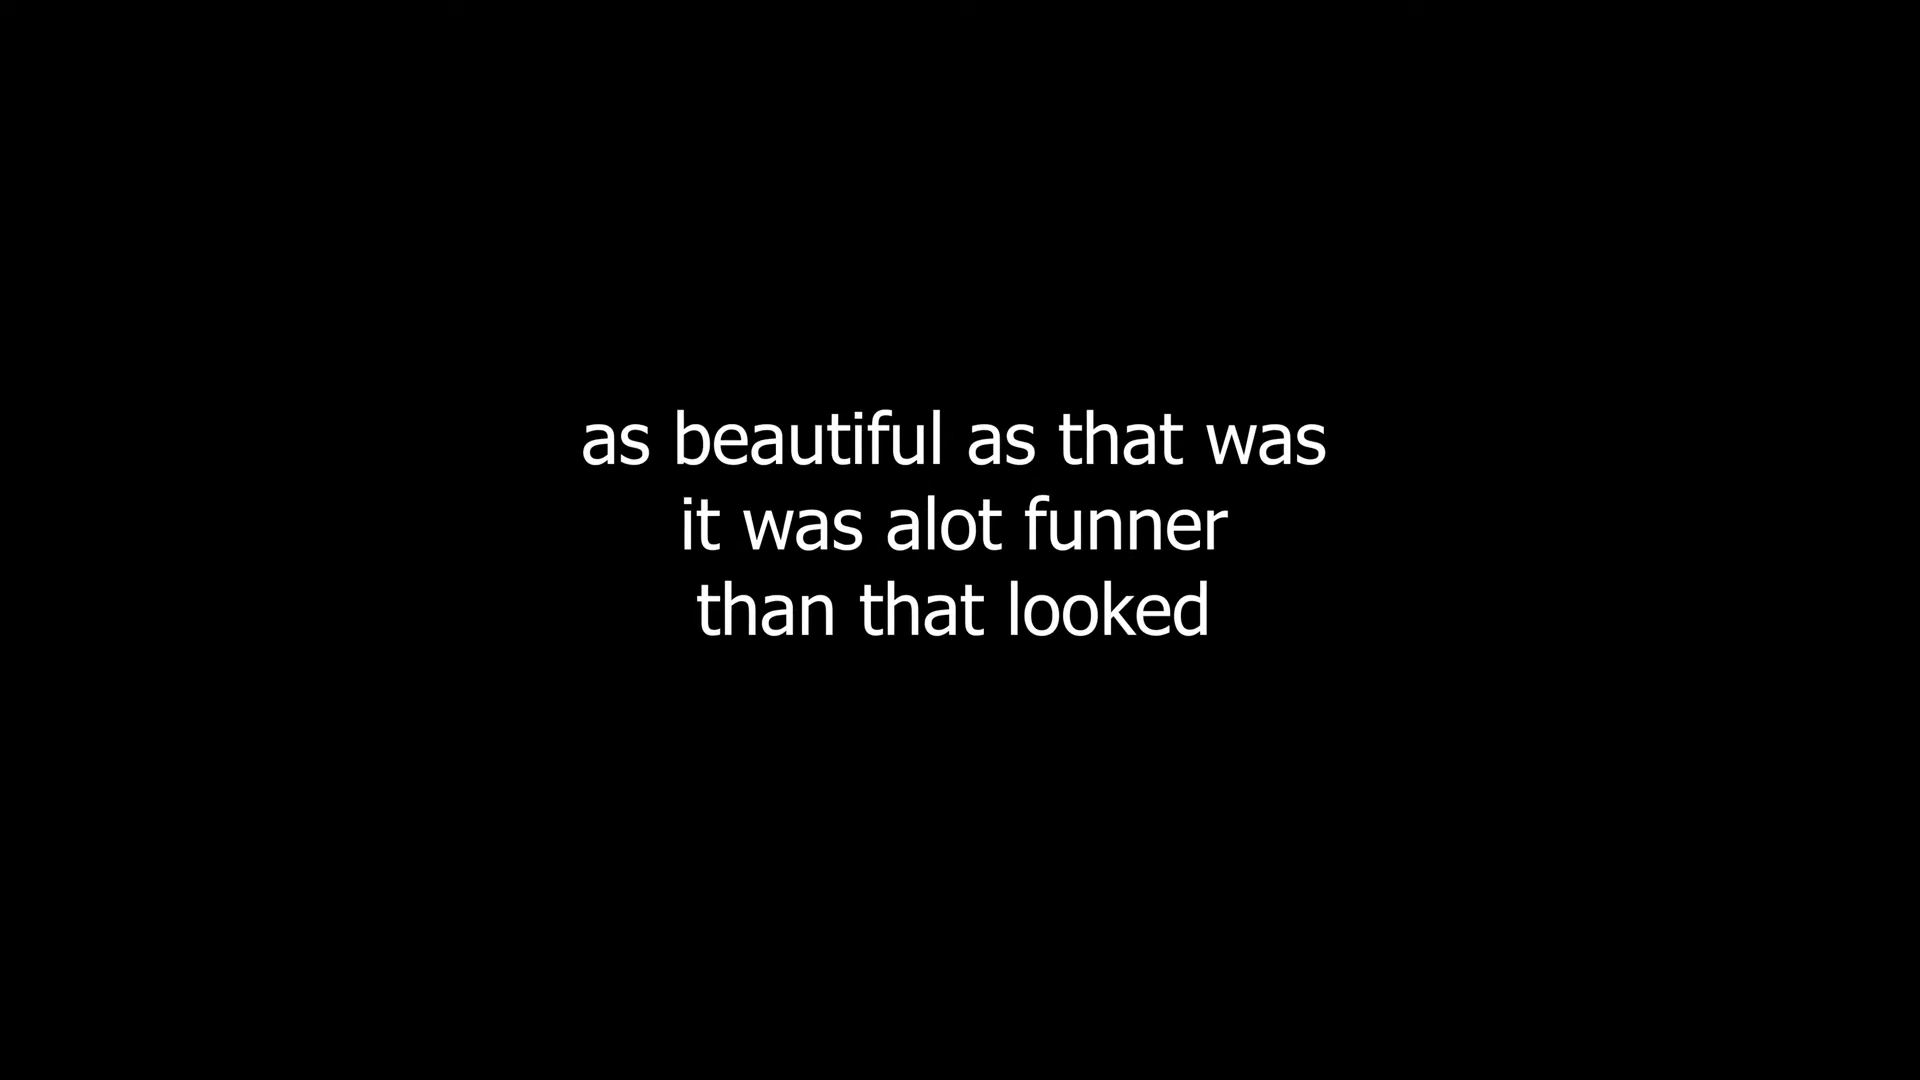 as beautiful as that was
it was alot funner
than that looked